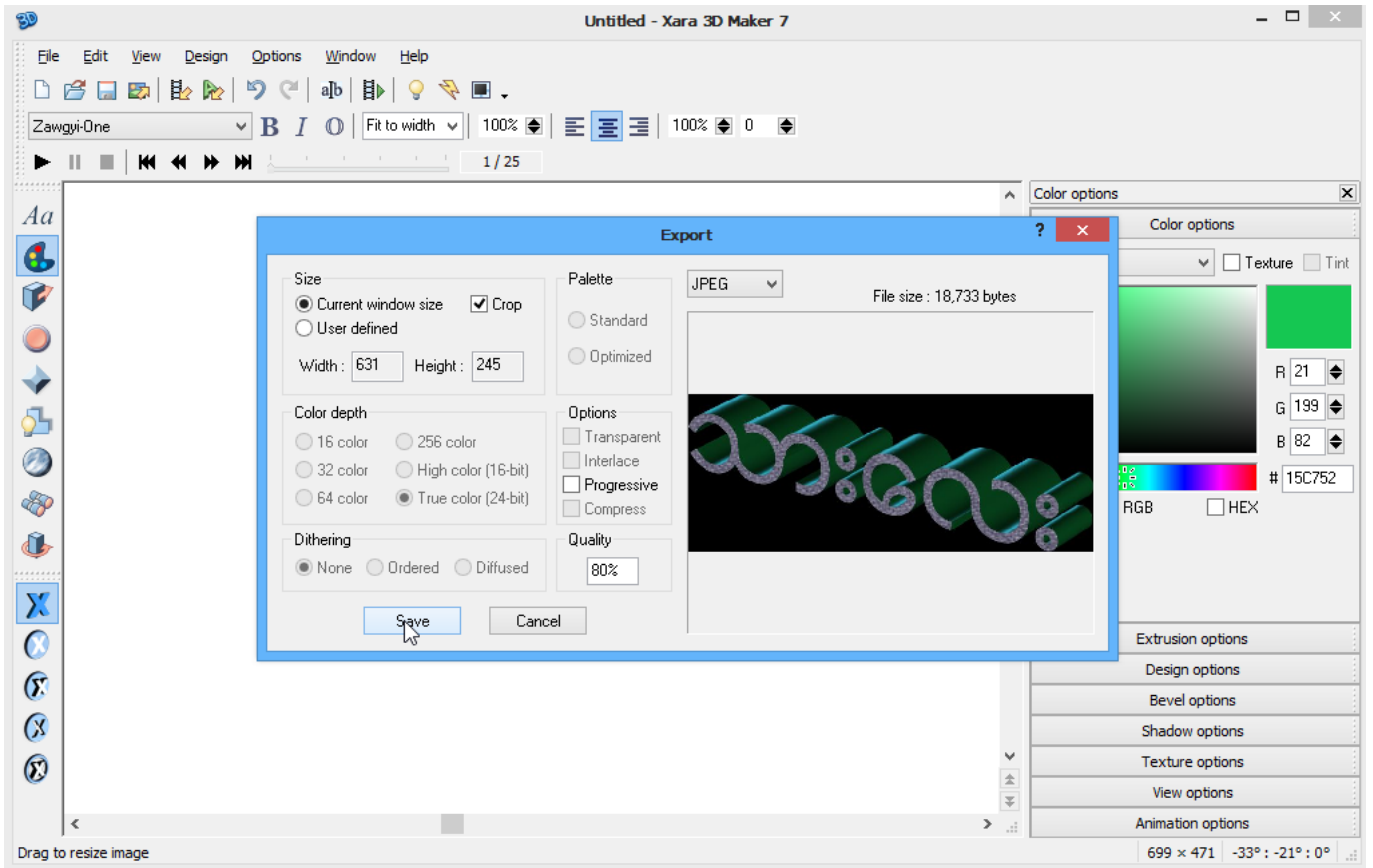 Untitled - Xara 3D Maker 7
File Edit View Design Options Window Help
Zawgyi-One B I O Fit to width 100% 100% 0
1 / 25
Aa
Color options
Color options
Texture Tint
R 21
G 199
B 82
# 15C752
RGB HEX
Extrusion options
Design options
Bevel options
Shadow options
Texture options
View options
Animation options
Export
Size
Current window size Crop
User defined
Width : 631 Height : 245
Color depth
16 color 256 color
32 color High color (16-bit)
64 color True color (24-bit)
Dithering
None Ordered Diffused
Palette
Standard
Optimized
Options
Transparent
Interlace
Progressive
Compress
Quality
80%
JPEG
File size : 18,733 bytes
Save Cancel
Drag to resize image
699 × 471 -33° : -21° : 0°